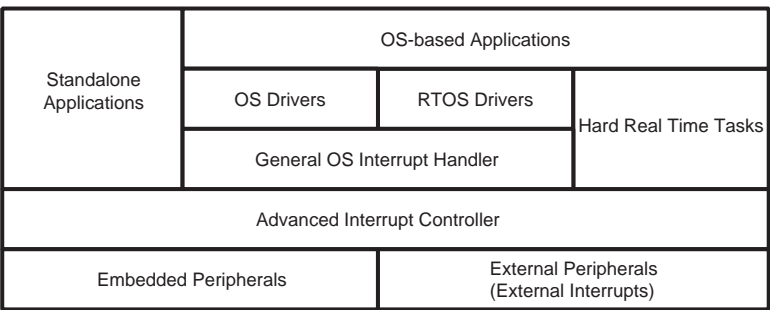 OS-based Applications
Standalone
Applications
OS Drivers
RTOS Drivers
Hard Real Time Tasks
General OS Interrupt Handler
Advanced Interrupt Controller
Embedded Peripherals
External Peripherals
(External Interrupts)